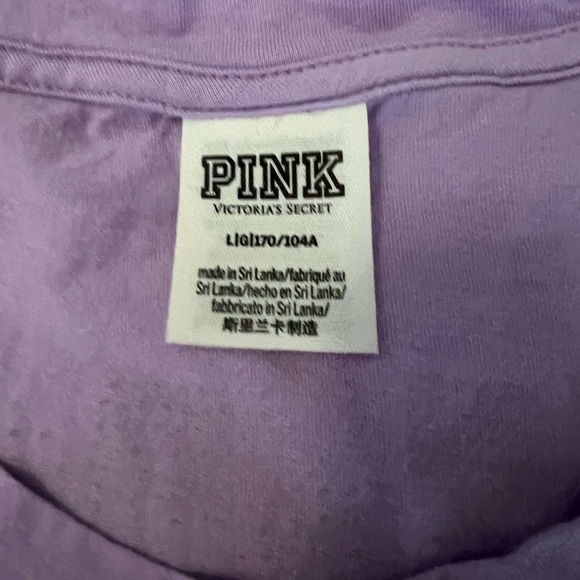 PINK
VICTORIA'S SECRET
L|G|170/104A
made in Sri Lanka/fabriqué au
Sri Lanka/hecho en Sri Lanka/
fabbricato in Sri Lanka/
斯里兰卡制造